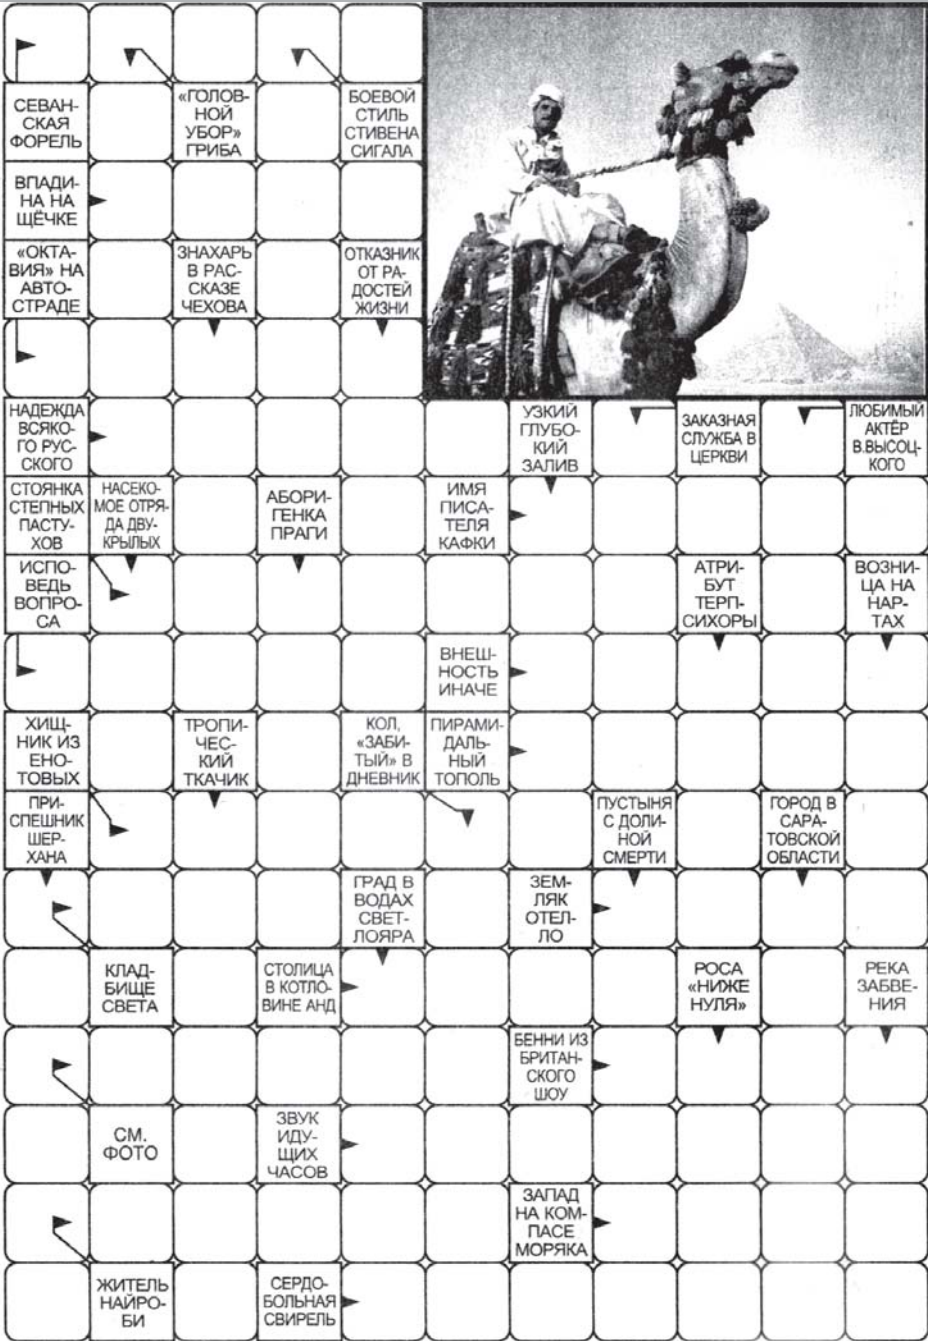 СЕВАН-
СКАЯ
ФОРЕЛЬ
«ГОЛОВ-
НОЙ
УБОР»
ГРИБА
БОЕВОЙ
СТИЛЬ
СТИВЕНА
СИГАЛА
ВПАДИ-
НА НА
ЩЁЧКЕ
«ОКТА-
ВИЯ» НА
АВТО-
СТРАДЕ
ЗНАХАРЬ
В РАС-
СКАЗЕ
ЧЕХОВА
ОТКАЗНИК
ОТ РА-
ДОСТЕЙ
ЖИЗНИ
НАДЕЖДА
ВСЯКО-
ГО РУС-
СКОГО
УЗКИЙ
ГЛУБО-
КИЙ
ЗАЛИВ
ЗАКАЗНАЯ
СЛУЖБА В
ЦЕРКВИ
ЛЮБИМЫЙ
АКТЁР
В.ВЫСОЦ-
КОГО
СТОЯНКА
СТЕПНЫХ
ПАСТУ-
ХОВ
НАСЕКО-
МОЕ ОТРЯ-
ДА ДВУ-
КРЫЛЫХ
АБОРИ-
ГЕНКА
ПРАГИ
ИМЯ
ПИСА-
ТЕЛЯ
КАФКИ
ИСПО-
ВЕДЬ
ВОПРО-
СА
АТРИ-
БУТ
ТЕРП-
СИХОРЫ
ВОЗНИ-
ЦА НА
НАР-
ТАХ
ВНЕШ-
НОСТЬ
ИНАЧЕ
ХИЩ-
НИК ИЗ
ЕНО-
ТОВЫХ
ТРОПИ-
ЧЕС-
КИЙ
ТКАЧИК
КОЛ,
«ЗАБИ-
ТЫЙ» В
ДНЕВНИК
ПИРАМИ-
ДАЛЬ-
НЫЙ
ТОПОЛЬ
ПРИ-
СПЕШНИК
ШЕР-
ХАНА
ПУСТЫНЯ
С ДОЛИ-
НОЙ
СМЕРТИ
ГОРОД В
САРА-
ТОВСКОЙ
ОБЛАСТИ
ГРАД В
ВОДАХ
СВЕТ-
ЛОЯРА
ЗЕМ-
ЛЯК
ОТЕЛ-
ЛО
КЛАД-
БИЩЕ
СВЕТА
СТОЛИЦА
В КОТЛО-
ВИНЕ АНД
РОСА
«НИЖЕ
НУЛЯ»
РЕКА
ЗАБВЕ-
НИЯ
БЕННИ ИЗ
БРИТАН-
СКОГО
ШОУ
СМ.
ФОТО
ЗВУК
ИДУ-
ЩИХ
ЧАСОВ
ЗАПАД
НА КОМ-
ПАСЕ
МОРЯКА
ЖИТЕЛЬ
НАЙРО-
БИ
СЕРДО-
БОЛЬНАЯ
СВИРЕЛЬ